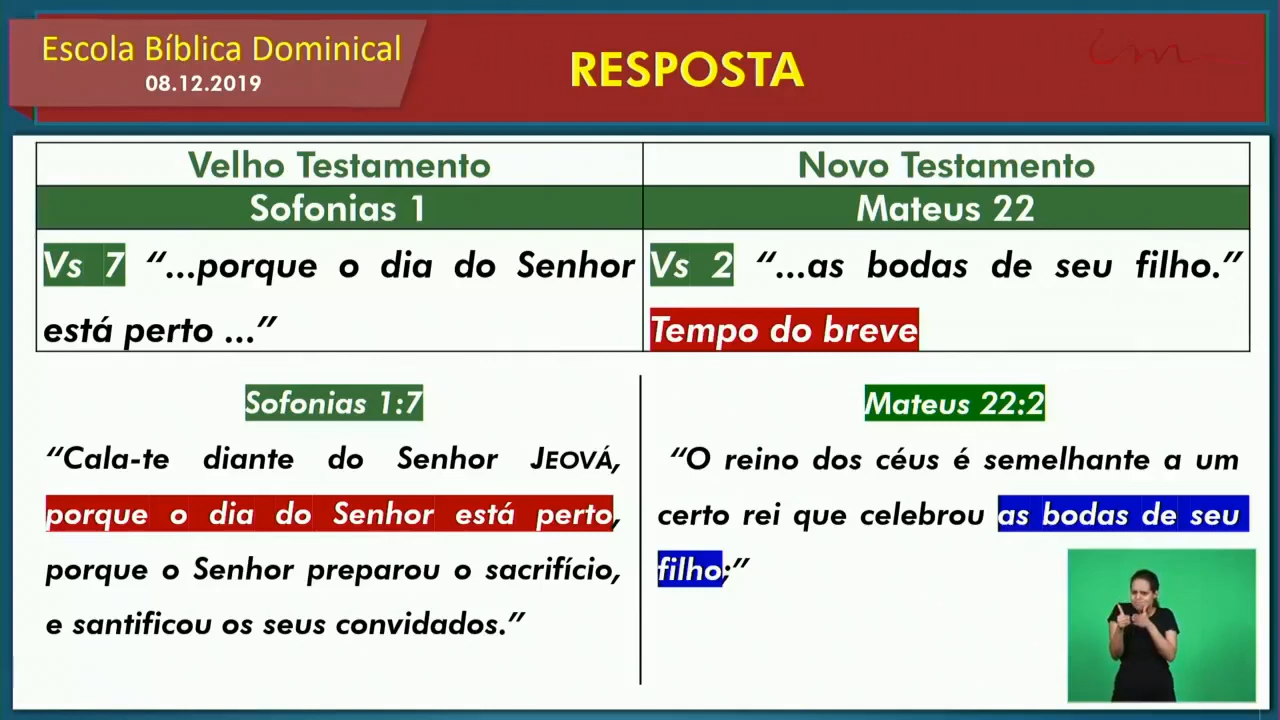 Escola Bíblica Dominical
08.12.2019
RESPOSTA
im
Velho Testamento
Novo Testamento
Sofonias 1
Mateus 22
Vs 7 “...porque o dia do Senhor
está perto ...”
Vs 2 “...as bodas de seu filho.”
Tempo do breve
Sofonias 1:7
“Cala-te diante do Senhor JEOVÁ,
porque o dia do Senhor está perto,
porque o Senhor preparou o sacrifício,
e santificou os seus convidados.”
Mateus 22:2
“O reino dos céus é semelhante a um
certo rei que celebrou as bodas de seu
filho;”